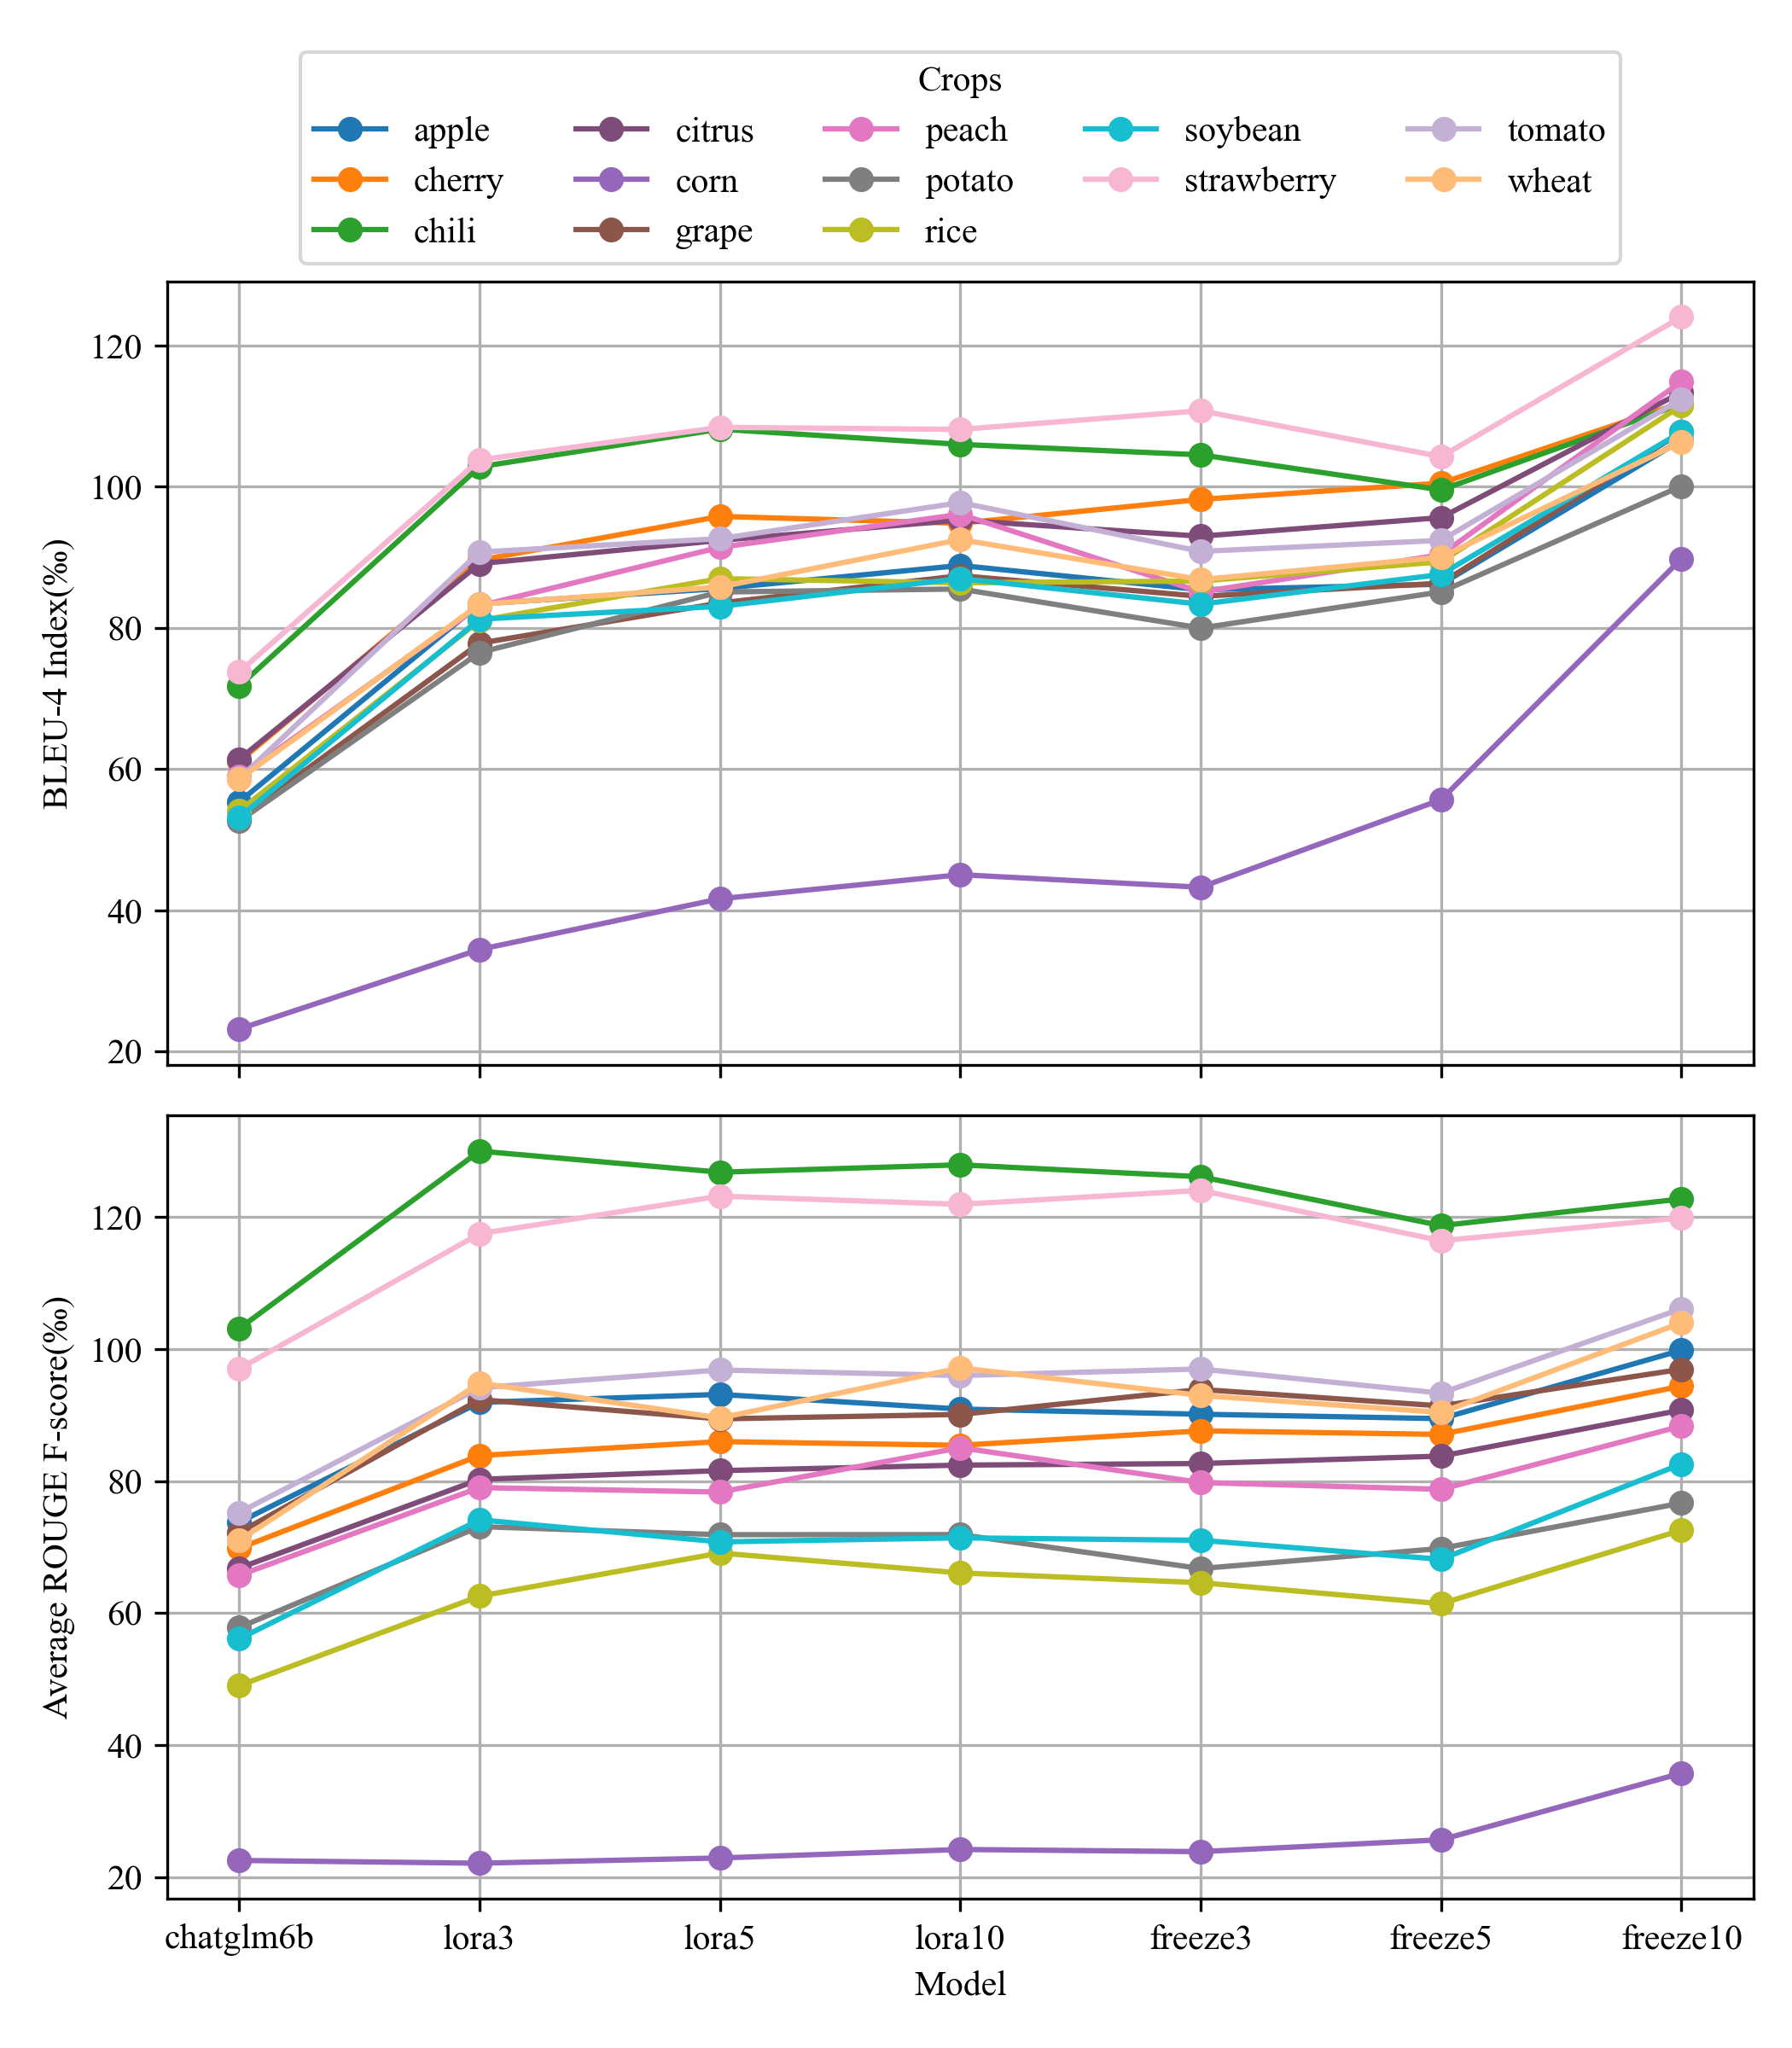 Crops
apple citrus peach soybean tomato
cherry corn potato strawberry wheat
chili grape rice
120
100
80
60
40
20
BLEU-4 Index(‰)
120
100
80
60
40
20
Average ROUGE F-score(‰)
chatglm6b lora3 lora5 lora10 freeze3 freeze5 freeze10
Model